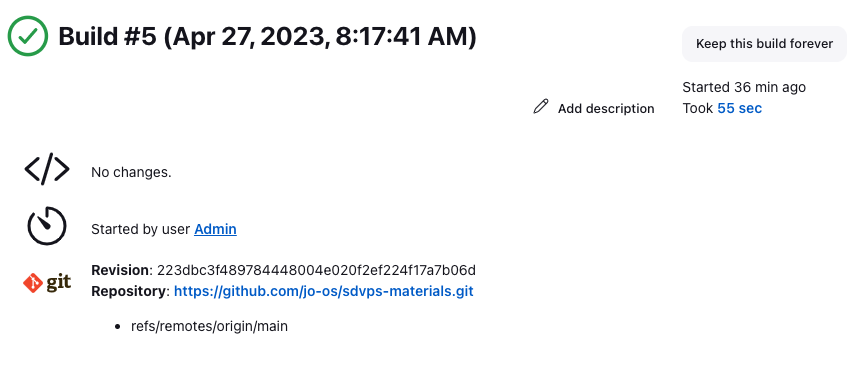 Build #5 (Apr 27, 2023, 8:17:41 AM)
Keep this build forever
Started 36 min ago
Took 55 sec
Add description
No changes.
Started by user Admin
git
Revision: 223dbc3f489784448004e020f2ef224f17a7b06d
Repository: https://github.com/jo-os/sdvps-materials.git
• refs/remotes/origin/main